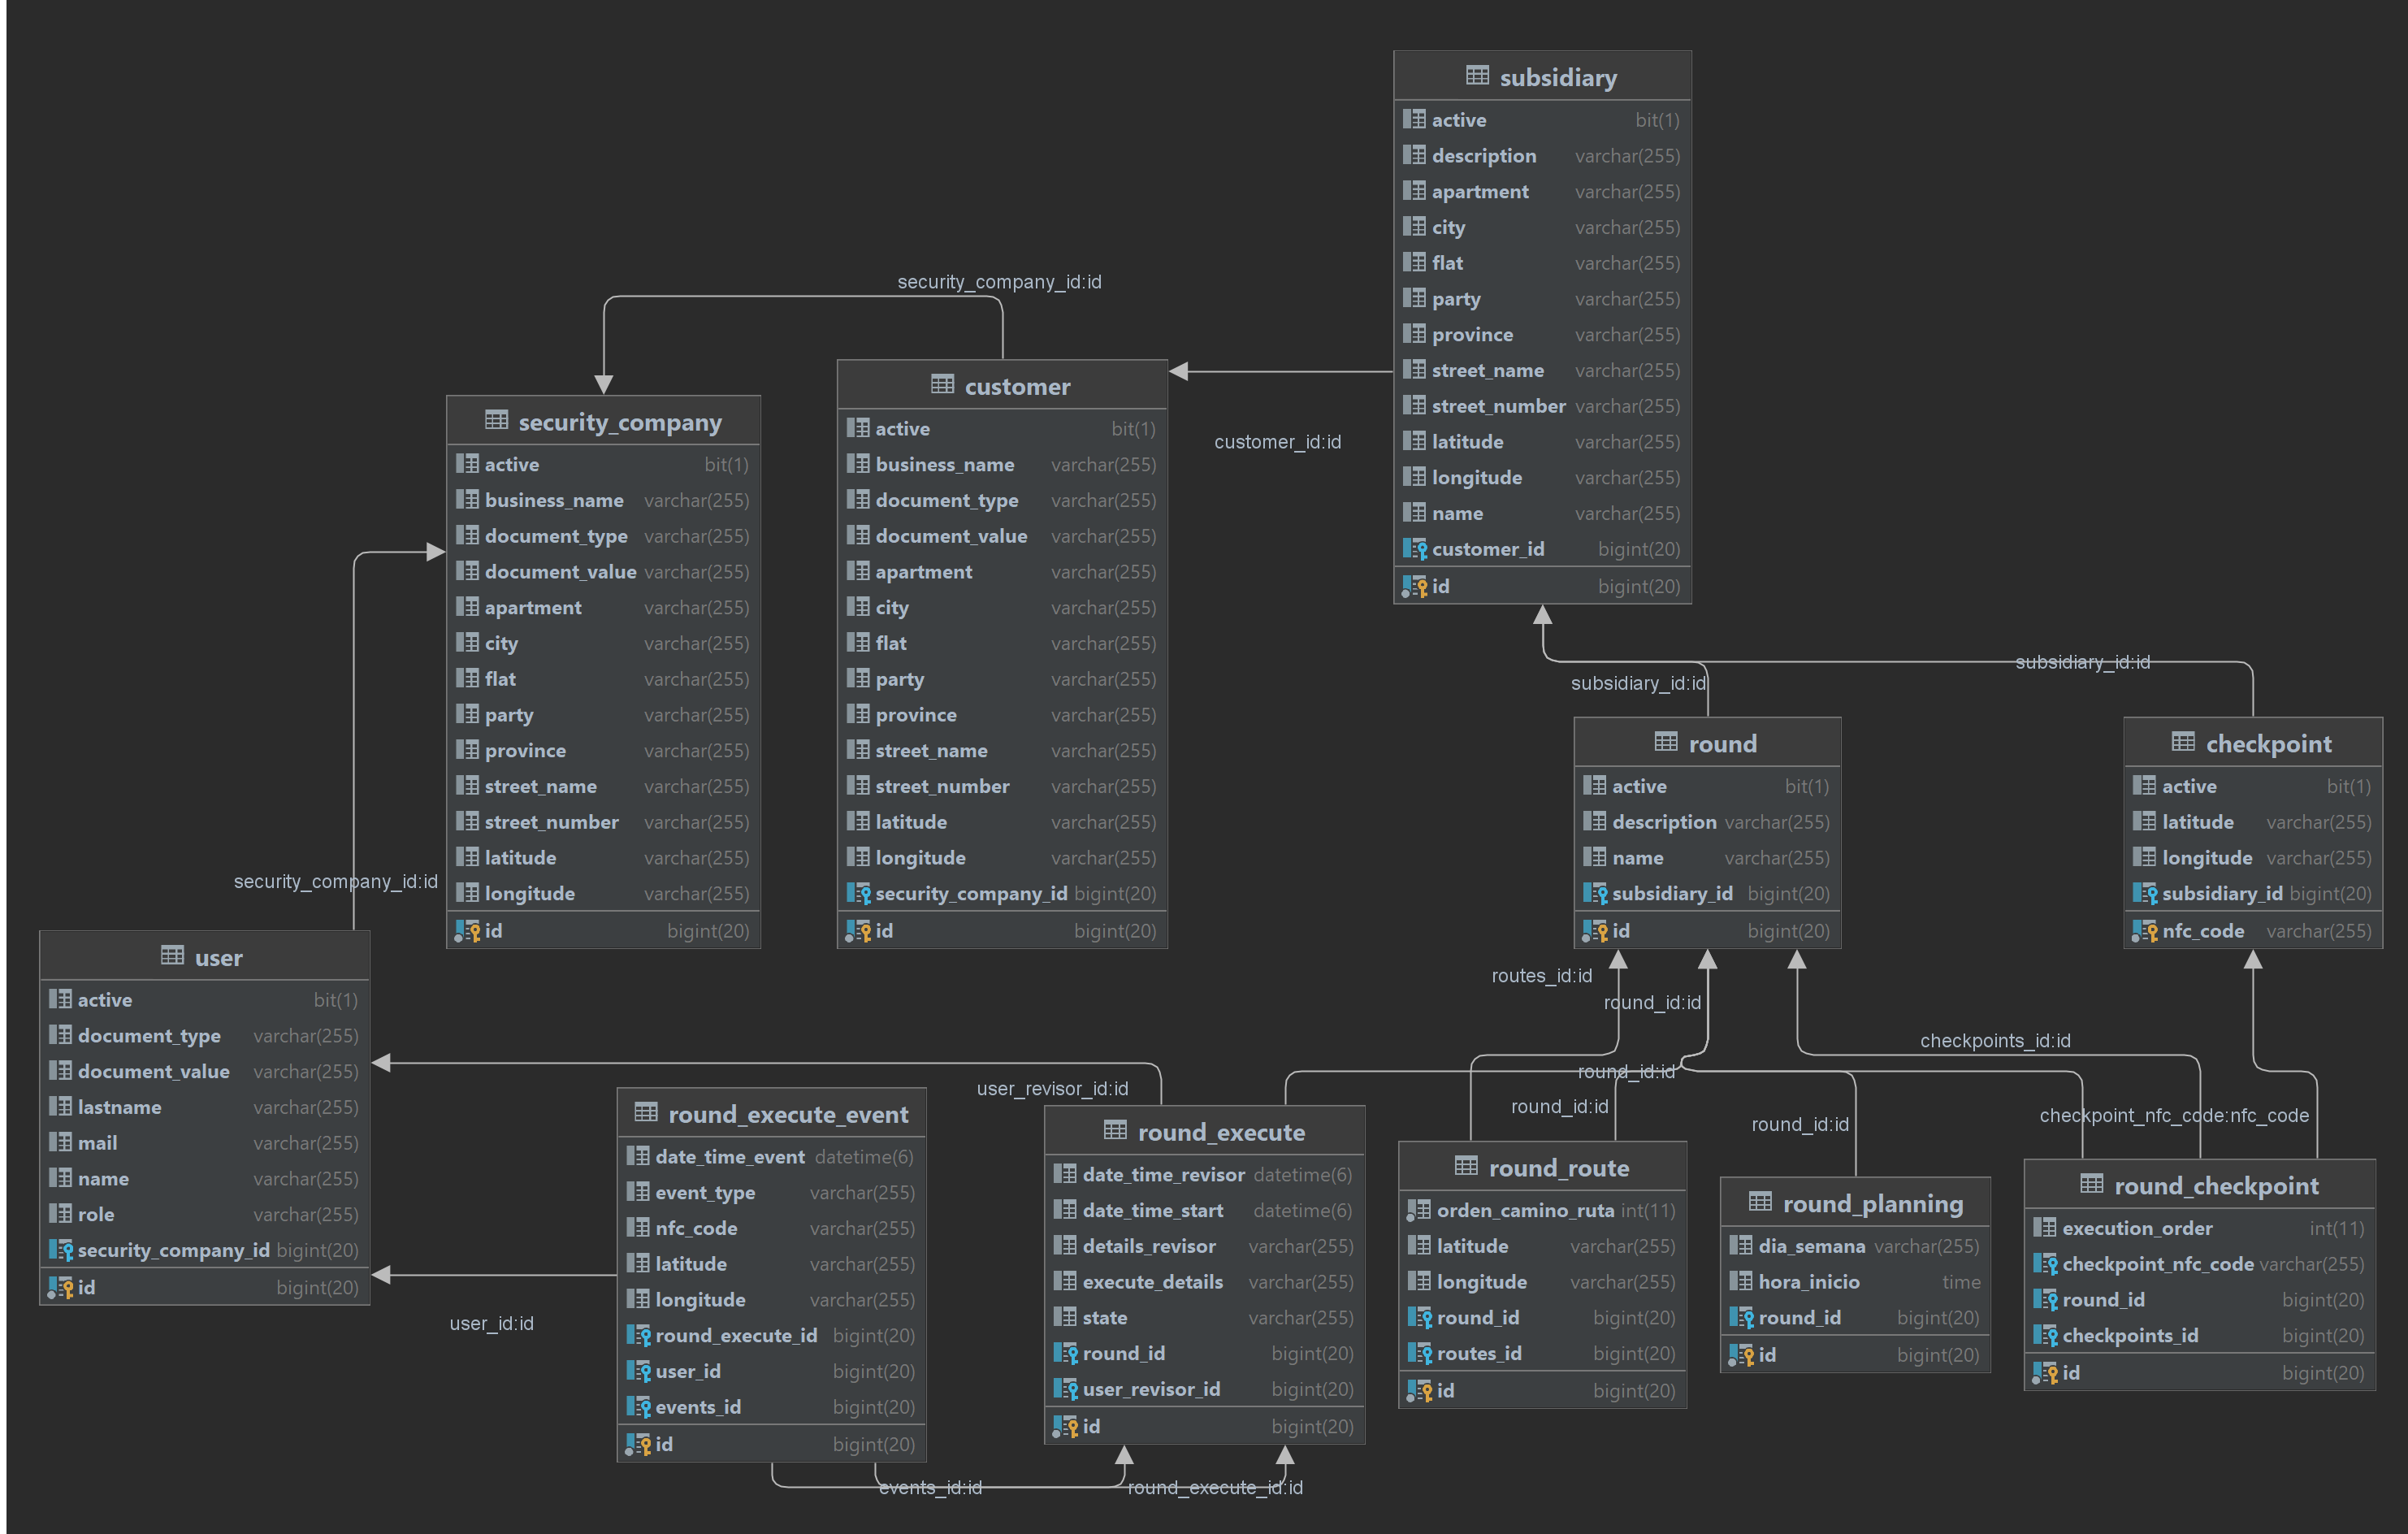 subsidiary
active bit(1)
description varchar(255)
apartment varchar(255)
city varchar(255)
flat varchar(255)
party varchar(255)
province varchar(255)
street_name varchar(255)
street_number varchar(255)
latitude varchar(255)
longitude varchar(255)
name varchar(255)
customer_id bigint(20)
id bigint(20)
security_company_id:id
customer_id:id
customer
active bit(1)
business_name varchar(255)
document_type varchar(255)
document_value varchar(255)
apartment varchar(255)
city varchar(255)
flat varchar(255)
party varchar(255)
province varchar(255)
street_name varchar(255)
street_number varchar(255)
latitude varchar(255)
longitude varchar(255)
security_company_id bigint(20)
id bigint(20)
security_company
active bit(1)
business_name varchar(255)
document_type varchar(255)
document_value varchar(255)
apartment varchar(255)
city varchar(255)
flat varchar(255)
party varchar(255)
province varchar(255)
street_name varchar(255)
street_number varchar(255)
latitude varchar(255)
longitude varchar(255)
id bigint(20)
security_company_id:id
subsidiary_id:id
subsidiary_id:id
round
active bit(1)
description varchar(255)
name varchar(255)
subsidiary_id bigint(20)
id bigint(20)
checkpoint
active bit(1)
latitude varchar(255)
longitude varchar(255)
subsidiary_id bigint(20)
nfc_code varchar(255)
user
active bit(1)
document_type varchar(255)
document_value varchar(255)
lastname varchar(255)
mail varchar(255)
name varchar(255)
role varchar(255)
security_company_id bigint(20)
id bigint(20)
routes_id:id
round_id:id
checkpoints_id:id
round_id:id
user_revisor_id:id
round_id:id
checkpoint_nfc_code:nfc_code
round_id:id
user_id:id
round_execute_event
date_time_event datetime(6)
event_type varchar(255)
nfc_code varchar(255)
latitude varchar(255)
longitude varchar(255)
round_execute_id bigint(20)
user_id bigint(20)
events_id bigint(20)
id bigint(20)
round_execute
date_time_revisor datetime(6)
date_time_start datetime(6)
details_revisor varchar(255)
execute_details varchar(255)
state varchar(255)
round_id bigint(20)
user_revisor_id bigint(20)
id bigint(20)
round_route
orden_camino_ruta int(11)
latitude varchar(255)
longitude varchar(255)
round_id bigint(20)
routes_id bigint(20)
id bigint(20)
round_planning
dia_semana varchar(255)
hora_inicio time
round_id bigint(20)
id bigint(20)
round_checkpoint
execution_order int(11)
checkpoint_nfc_code varchar(255)
round_id bigint(20)
checkpoints_id bigint(20)
id bigint(20)
events_id:id
round_execute_id:id